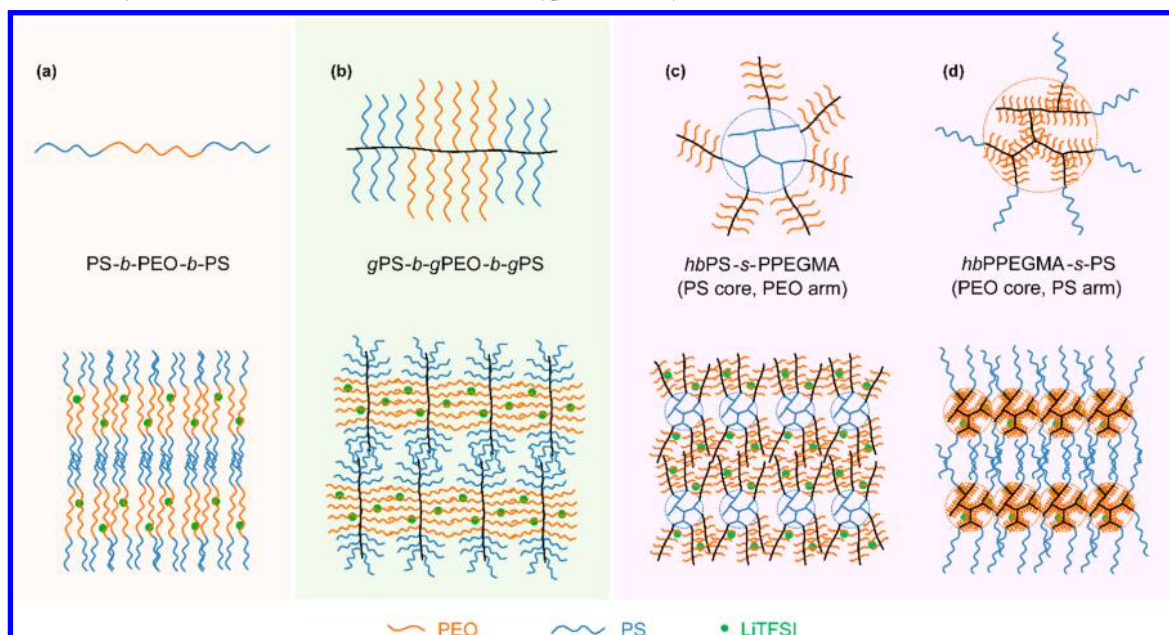 (a)
(b)
(c)
(d)
PS-b-PEO-b-PS
gPS-b-gPEO-b-gPS
hbPS-s-PPEGMA
(PS core, PEO arm)
hbPPEGMA-s-PS
(PEO core, PS arm)
PEO
PS
LiTFSI